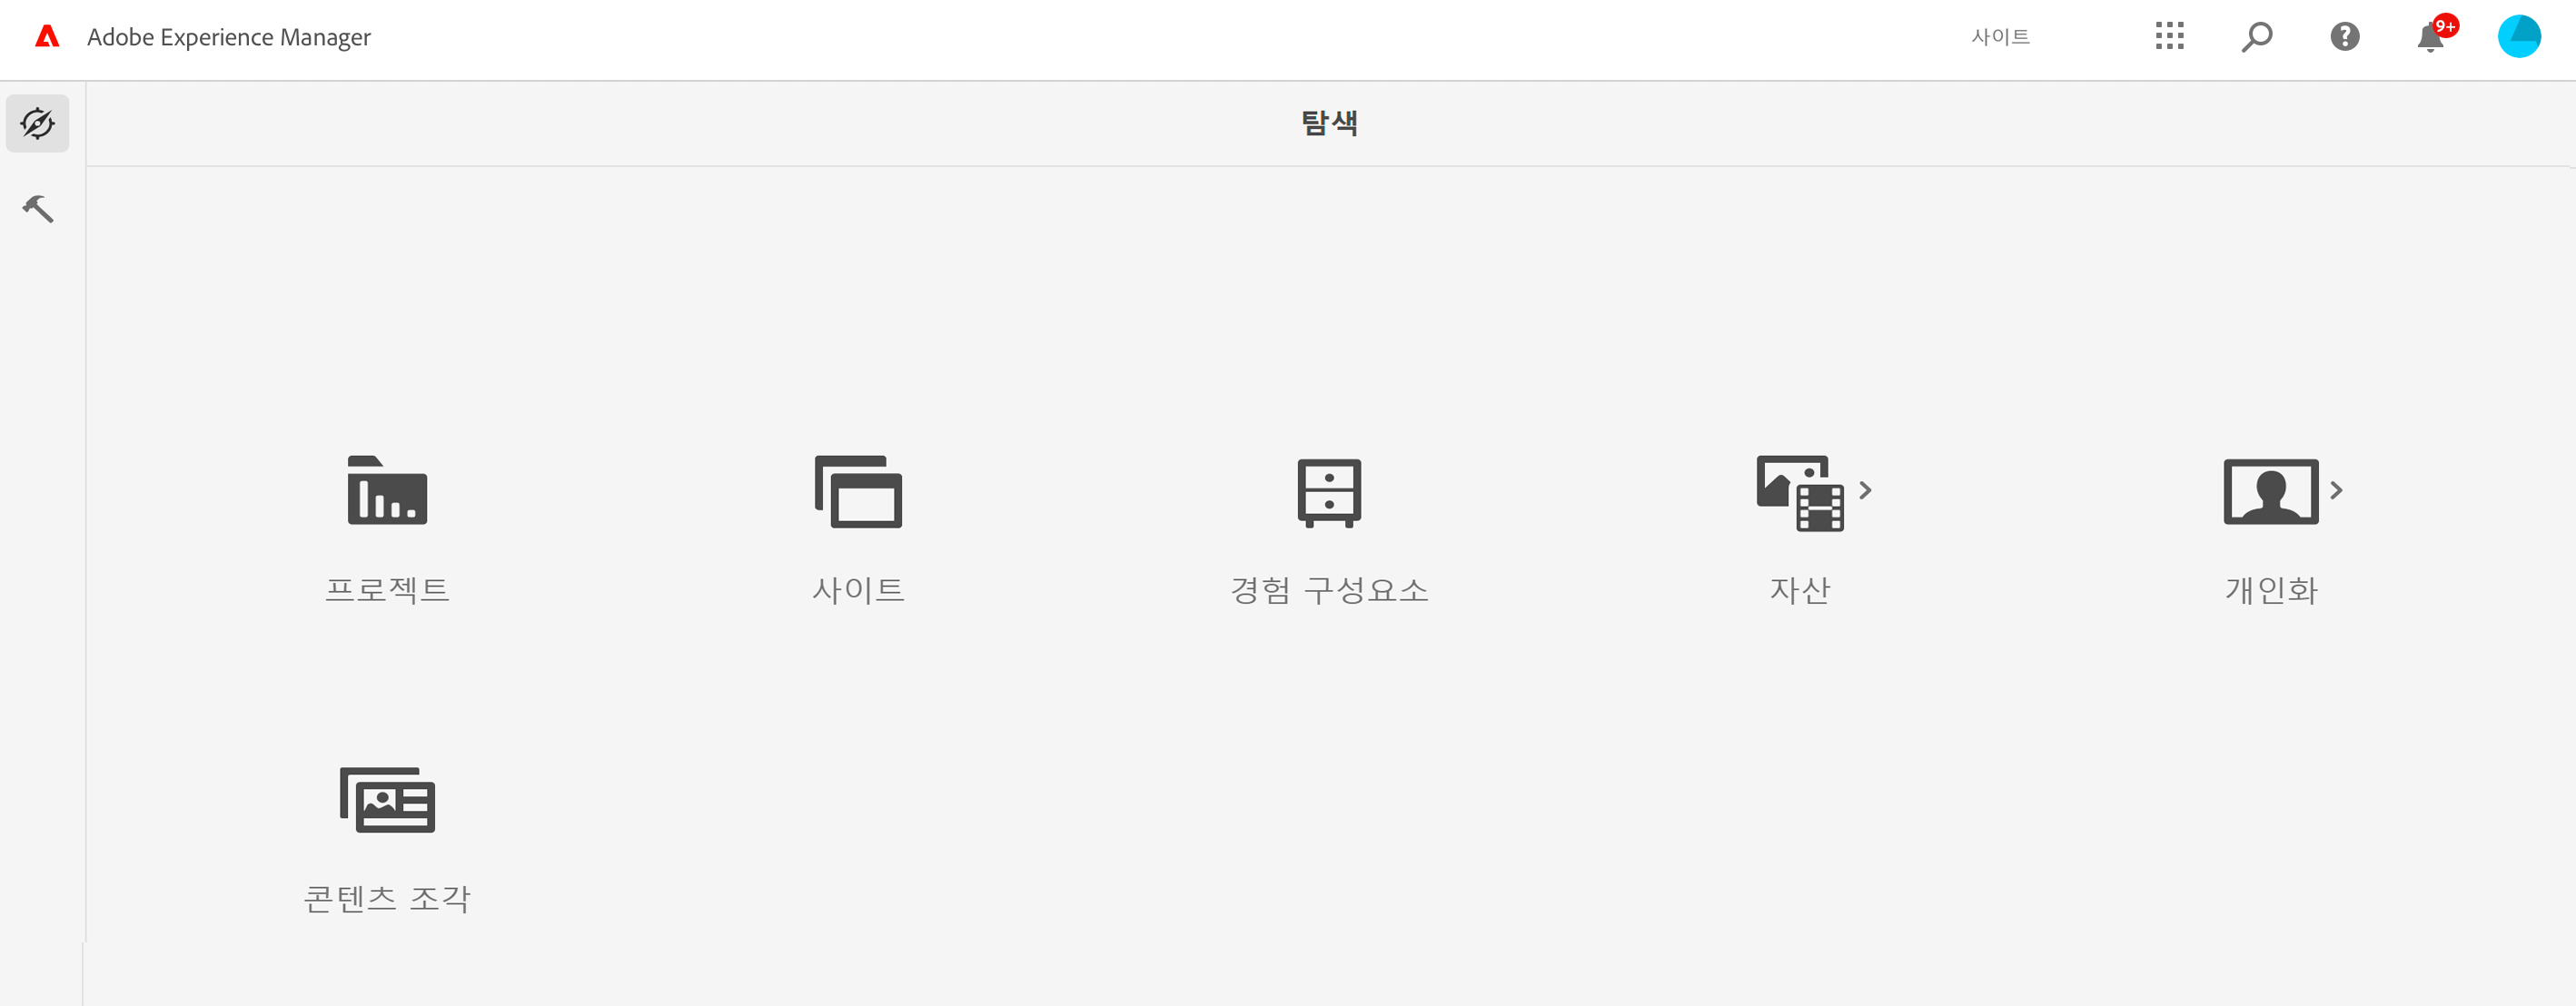 Adobe Experience Manager
사이트
9+
탐색
프로젝트
사이트
경험 구성요소
자산
개인화
콘텐츠 조각